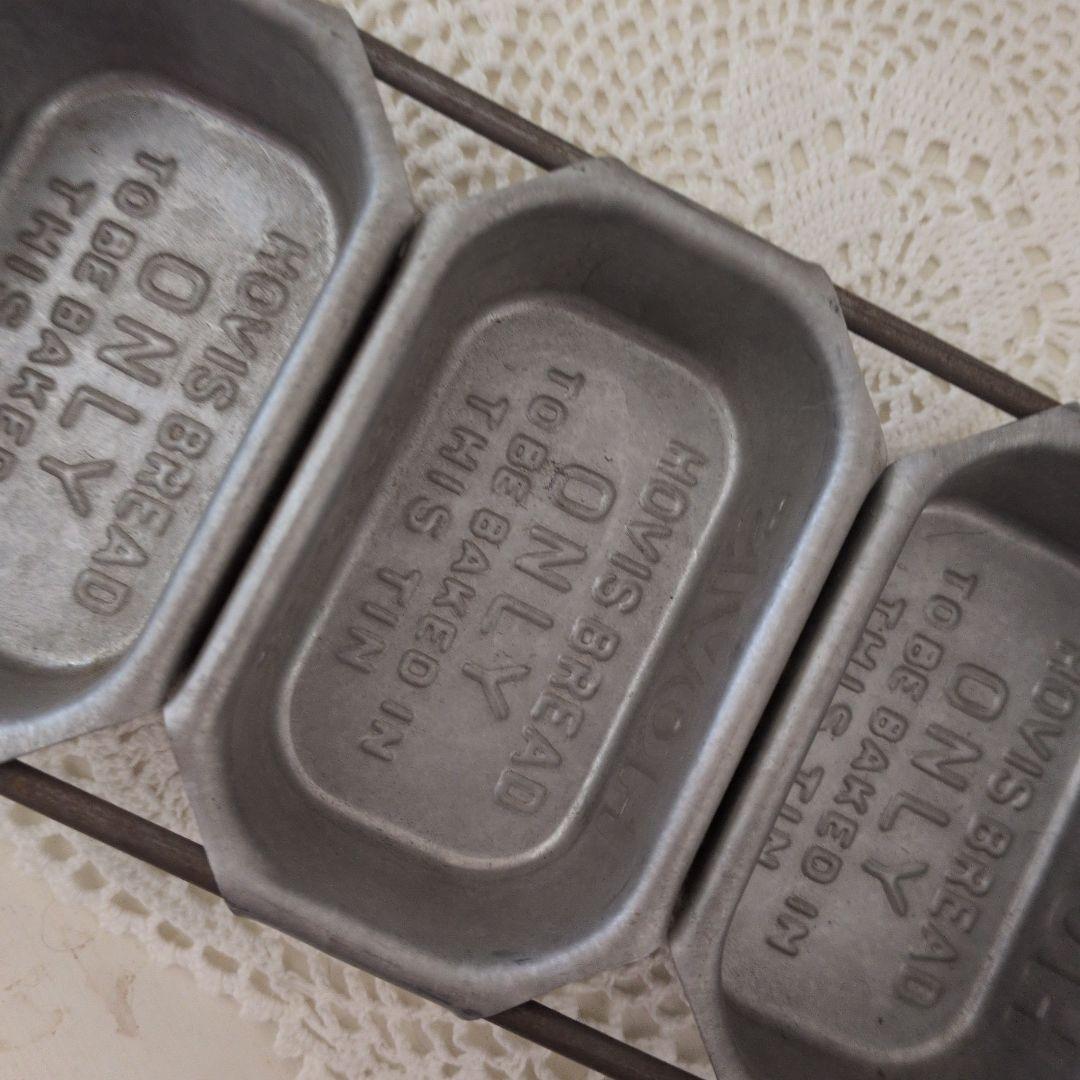 HOVIS BREAD
ONLY
TO BE BAKED
THIS
HOVIS BREAD
ONLY
TO BE BAKED IN
THIS TIN
HOVIS BREAD
ONLY
TO BE BAKED IN
THIS TIN